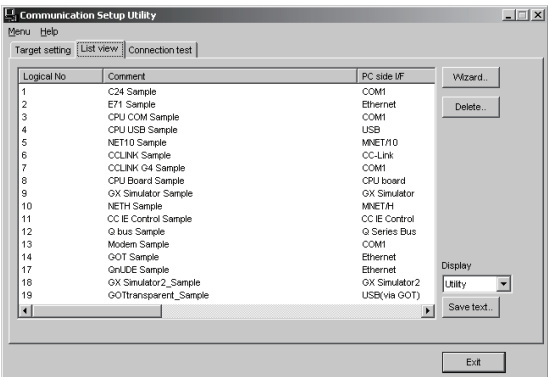 Communication Setup Utility
Menu Help
Target setting List view Connection test
Logical No Comment PC side I/F
1 C24 Sample COM1
2 E71 Sample Ethernet
3 CPU COM Sample COM1
4 CPU USB Sample USB
5 NET10 Sample MNET/10
6 CCLINK Sample CC-Link
7 CCLINK G4 Sample COM1
8 CPU Board Sample CPU board
9 GX Simulator Sample GX Simulator
10 NETH Sample MNET/H
11 CC IE Control Sample CC IE Control
12 Q bus Sample Q Series Bus
13 Modem Sample COM1
14 GOT Sample Ethernet
17 QnUDE Sample Ethernet
18 GX Simulator2_Sample GX Simulator2
19 GOTtransparent_Sample USB(via GOT)
Wizard..
Delete..
Display
Utility
Save text..
Exit